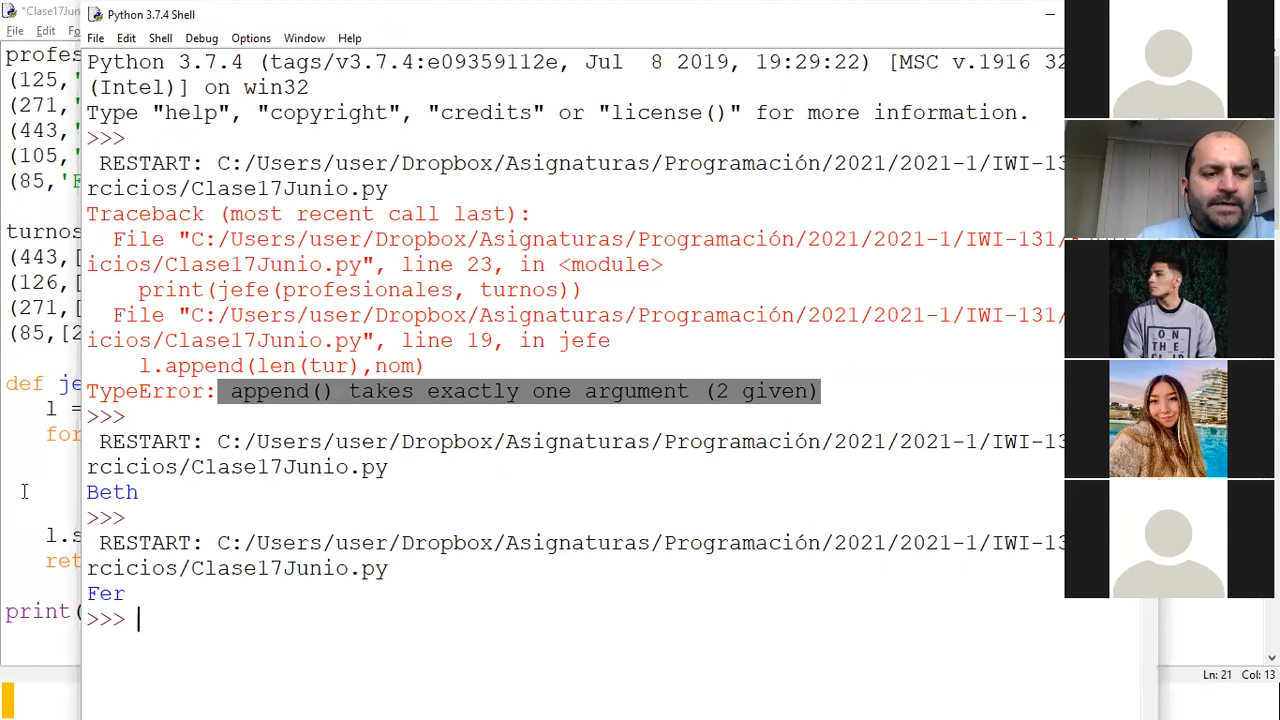 *Clase17Jun
File Edit Fo
profes
(125,'
(271,'
(443,'
(105,'
(85,'E
turnos
(443,[
(126,[
(271,[
(85,[2
def je
l =
for
l.s
ret
print(
Python 3.7.4 Shell
File Edit Shell Debug Options Window Help
Python 3.7.4 (tags/v3.7.4:e09359112e, Jul 8 2019, 19:29:22) [MSC v.1916 32
(Intel)] on win32
Type "help", "copyright", "credits" or "license()" for more information.
>>>
RESTART: C:/Users/user/Dropbox/Asignaturas/Programación/2021/2021-1/IWI-13
rcicios/Clase17Junio.py
Traceback (most recent call last):
File "C:/Users/user/Dropbox/Asignaturas/Programación/2021/2021-1/IWI-131/
icios/Clase17Junio.py", line 23, in <module>
print(jefe(profesionales, turnos))
File "C:/Users/user/Dropbox/Asignaturas/Programación/2021/2021-1/IWI-131/
icios/Clase17Junio.py", line 19, in jefe
l.append(len(tur),nom)
TypeError: append() takes exactly one argument (2 given)
>>>
RESTART: C:/Users/user/Dropbox/Asignaturas/Programación/2021/2021-1/IWI-13
rcicios/Clase17Junio.py
Beth
>>>
RESTART: C:/Users/user/Dropbox/Asignaturas/Programación/2021/2021-1/IWI-13
rcicios/Clase17Junio.py
Fer
>>>
ON
THE
Ln: 21 Col: 13